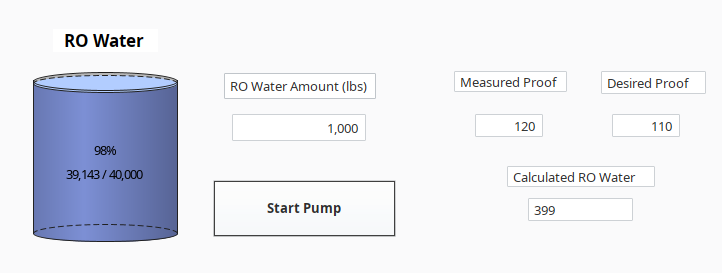 RO Water
98%
39,143 / 40,000
RO Water Amount (lbs)
1,000
Start Pump
Measured Proof
Desired Proof
120
110
Calculated RO Water
399